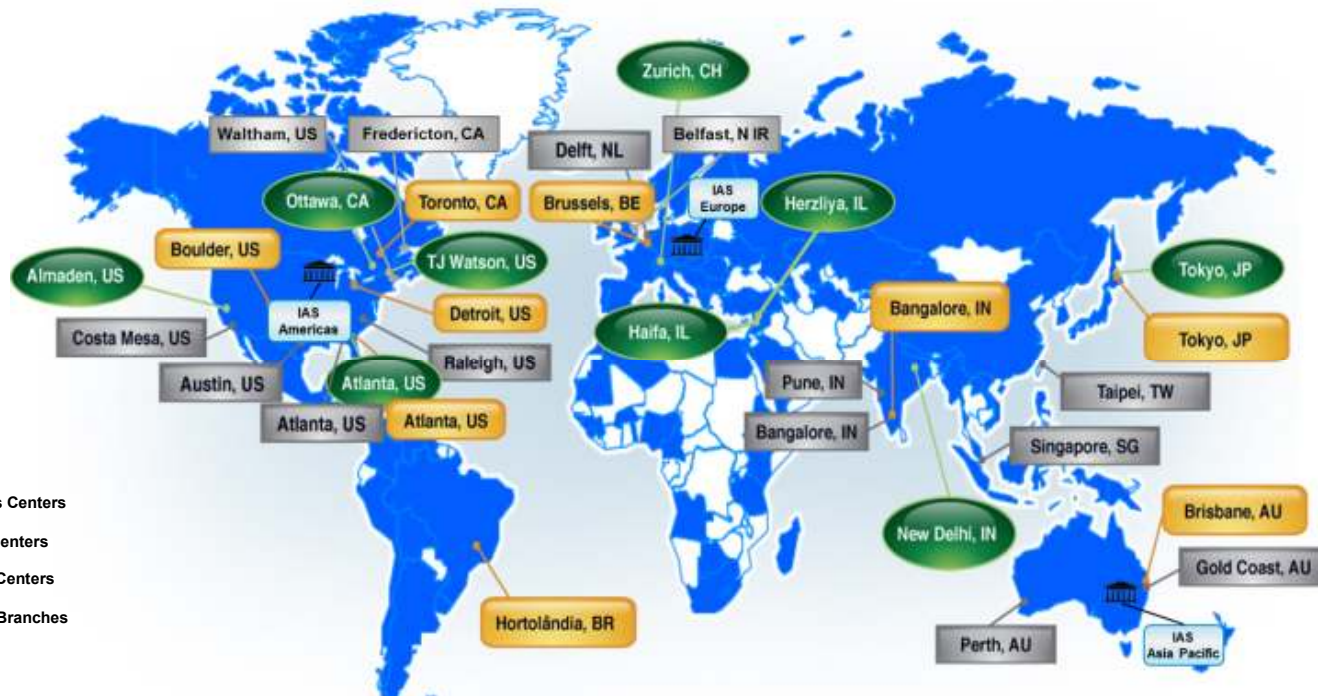 Zurich, CH
Waltham, US
Fredericton, CA
Belfast, N IR
Delft, NL
Ottawa, CA
Toronto, CA
Brussels, BE
IAS
Europe
Herzliya, IL
Boulder, US
TJ Watson, US
Almaden, US
Tokyo, JP
IAS
Americas
Detroit, US
Bangalore, IN
Costa Mesa, US
Haifa, IL
Tokyo, JP
Raleigh, US
Austin, US
Atlanta, US
Pune, IN
Taipei, TW
Atlanta, US
Atlanta, US
Bangalore, IN
Singapore, SG
s Centers
Brisbane, AU
New Delhi, IN
enters
Gold Coast, AU
Centers
Branches
Hortolândia, BR
Perth, AU
IAS
Asia Pacific